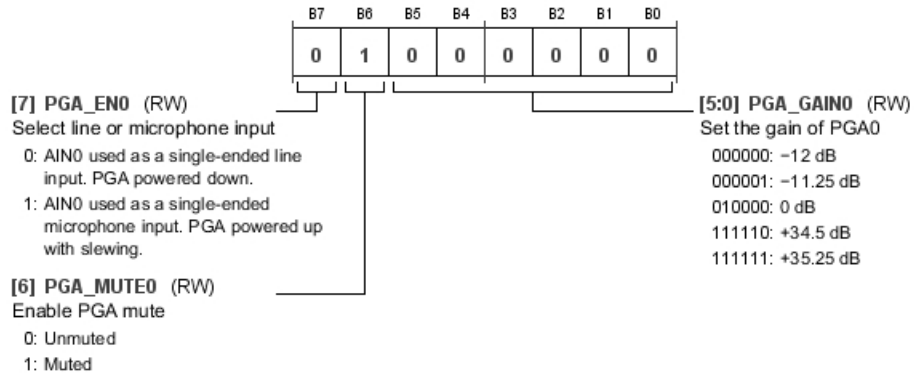 B7 B6 B5 B4 B3 B2 B1 B0
0 1 0 0 0 0 0 0
[7] PGA_EN0 (RW)
Select line or microphone input
0: AIN0 used as a single-ended line
input. PGA powered down.
1: AIN0 used as a single-ended
microphone input. PGA powered up
with slewing.
[6] PGA_MUTE0 (RW)
Enable PGA mute
0: Unmuted
1: Muted
[5:0] PGA_GAIN0 (RW)
Set the gain of PGA0
000000: −12 dB
000001: −11.25 dB
010000: 0 dB
111110: +34.5 dB
111111: +35.25 dB